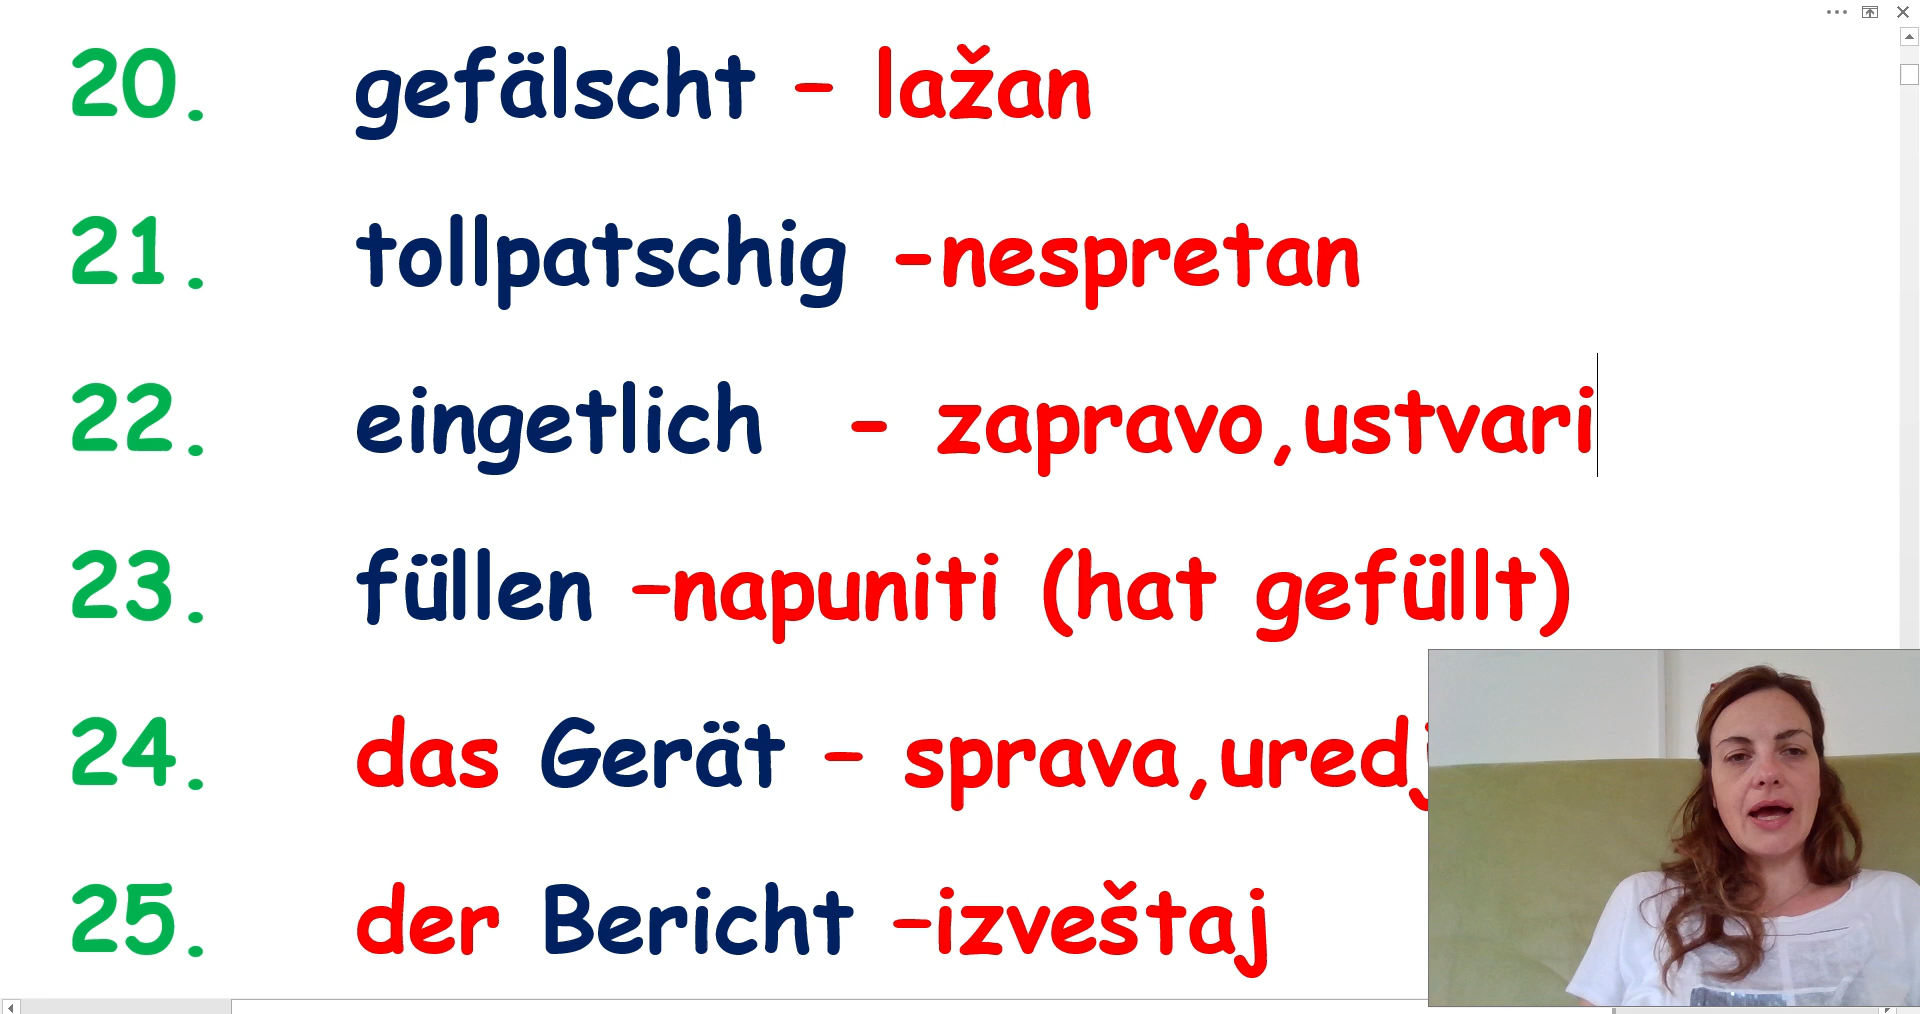 20. gefälscht – lažan
21. tollpatschig -nespretan
22. eingetlich - zapravo,ustvari
23. füllen –napuniti (hat gefüllt)
24. das Gerät – sprava,uredj
25. der Bericht –izveštaj